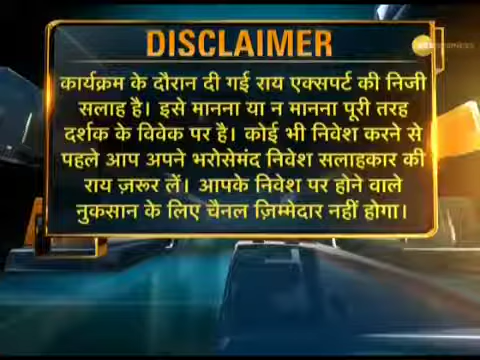 DISCLAIMER
कार्यक्रम के दौरान दी गई राय एक्सपर्ट की निजी
सलाह है। इसे मानना या न मानना पूरी तरह
दर्शक के विवेक पर है। कोई भी निवेश करने से
पहले आप अपने भरोसेमंद निवेश सलाहकार की
राय ज़रूर लें। आपके निवेश पर होने वाले
नुकसान के लिए चैनल ज़िम्मेदार नहीं होगा।